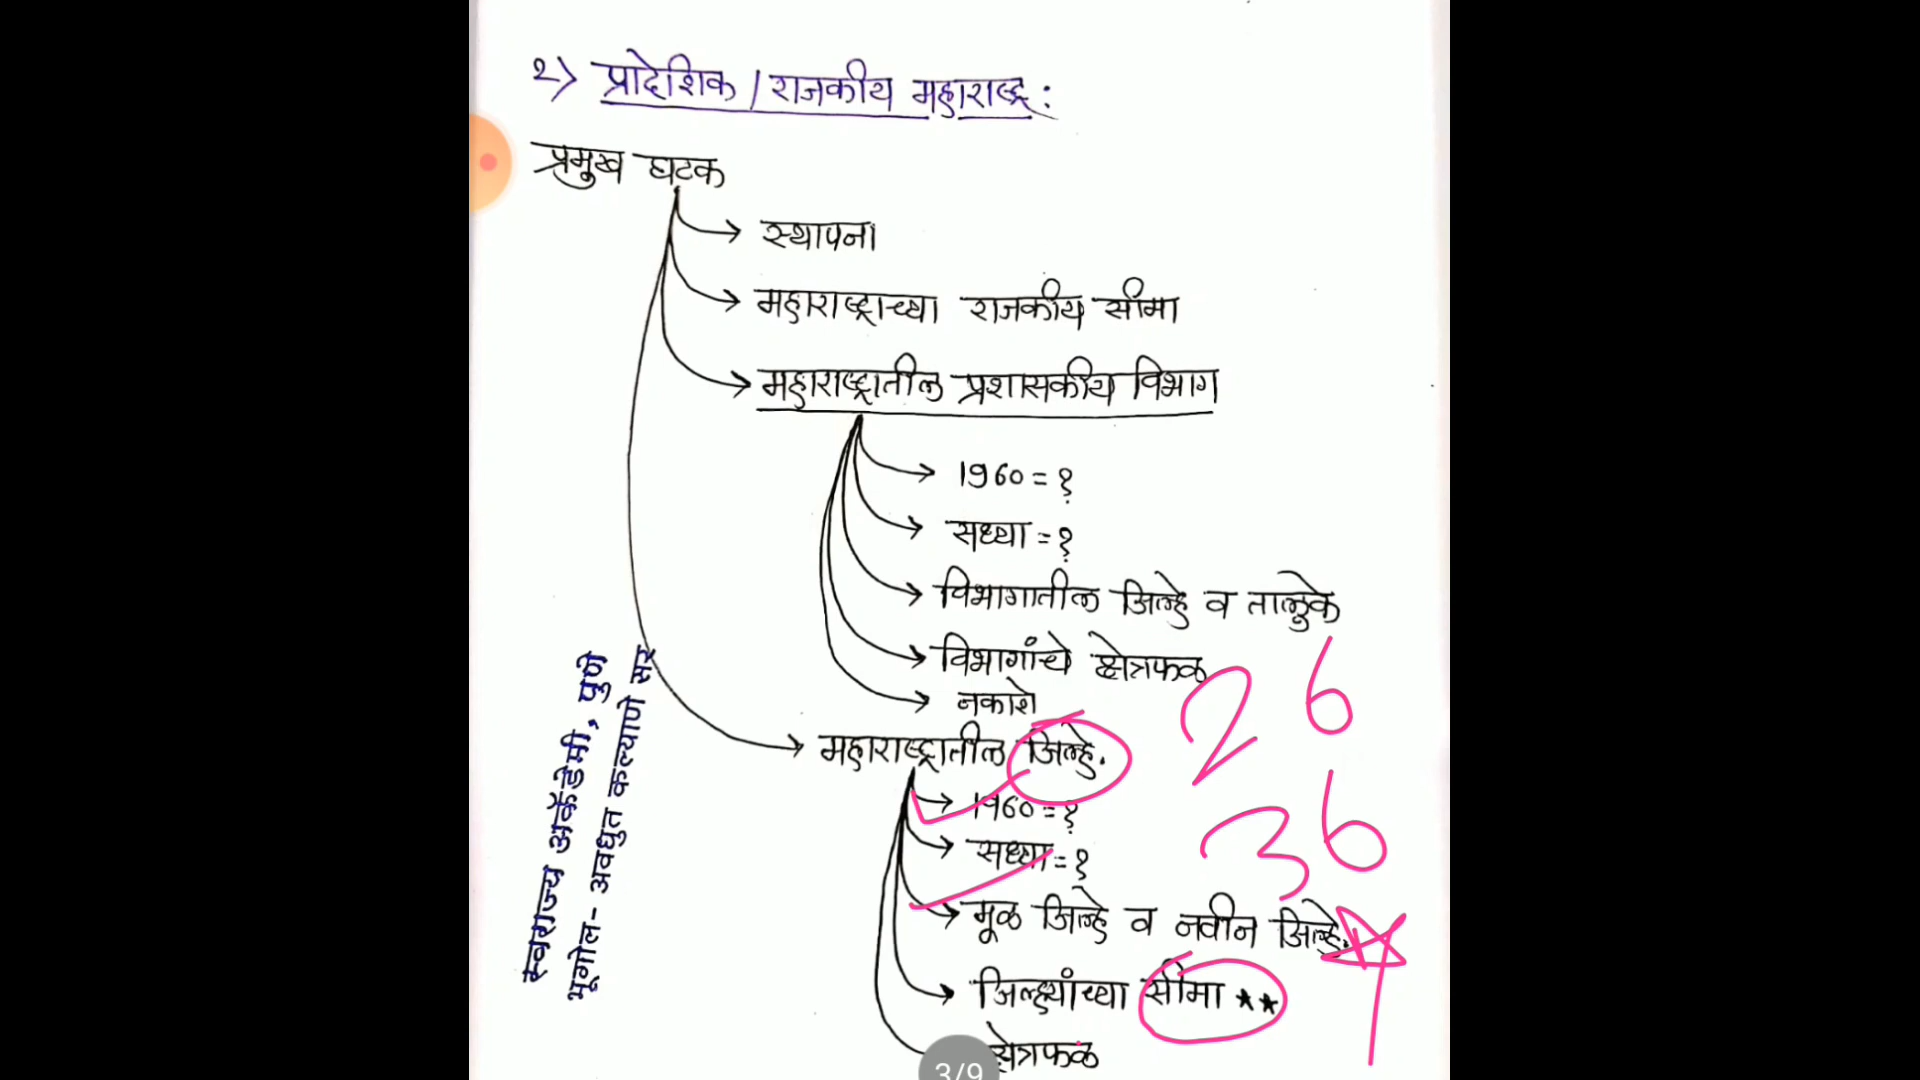 २) प्रादेशिक / राजकीय महाराष्ट्र :
प्रमुख घटक
स्थापना
महाराष्ट्राच्या राजकीय सीमा
महाराष्ट्रातील प्रशासकीय विभाग
1960 = ?
सध्या = ?
विभागातील जिल्हे व तालुके
विभागांचे क्षेत्रफळ
नकाशे
26
महाराष्ट्रातील जिल्हे.
1960 = ?
36
सध्या = ?
मूळ जिल्हे व नवीन जिल्हे.
जिल्ह्यांच्या सीमा **
क्षेत्रफळ
स्वराज्य अकॅडेमी, पुणे
भूगोल - अवधुत कल्याणे सर
3/9